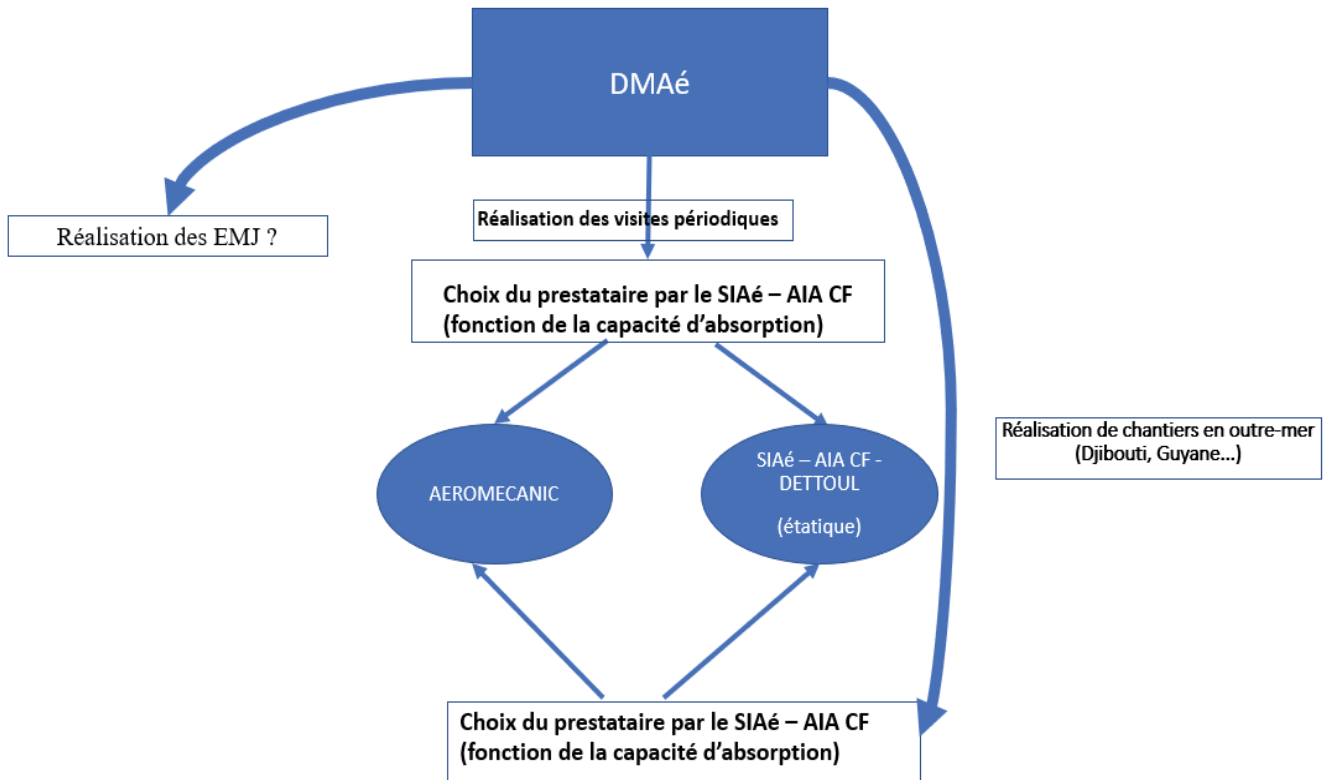 DMAé
Réalisation des EMJ ?
Réalisation des visites périodiques
Choix du prestataire par le SIAé – AIA CF
(fonction de la capacité d’absorption)
AEROMECANIC
SIAé – AIA CF -
DETTOUL
(étatique)
Réalisation de chantiers en outre-mer
(Djibouti, Guyane...)
Choix du prestataire par le SIAé – AIA CF
(fonction de la capacité d’absorption)